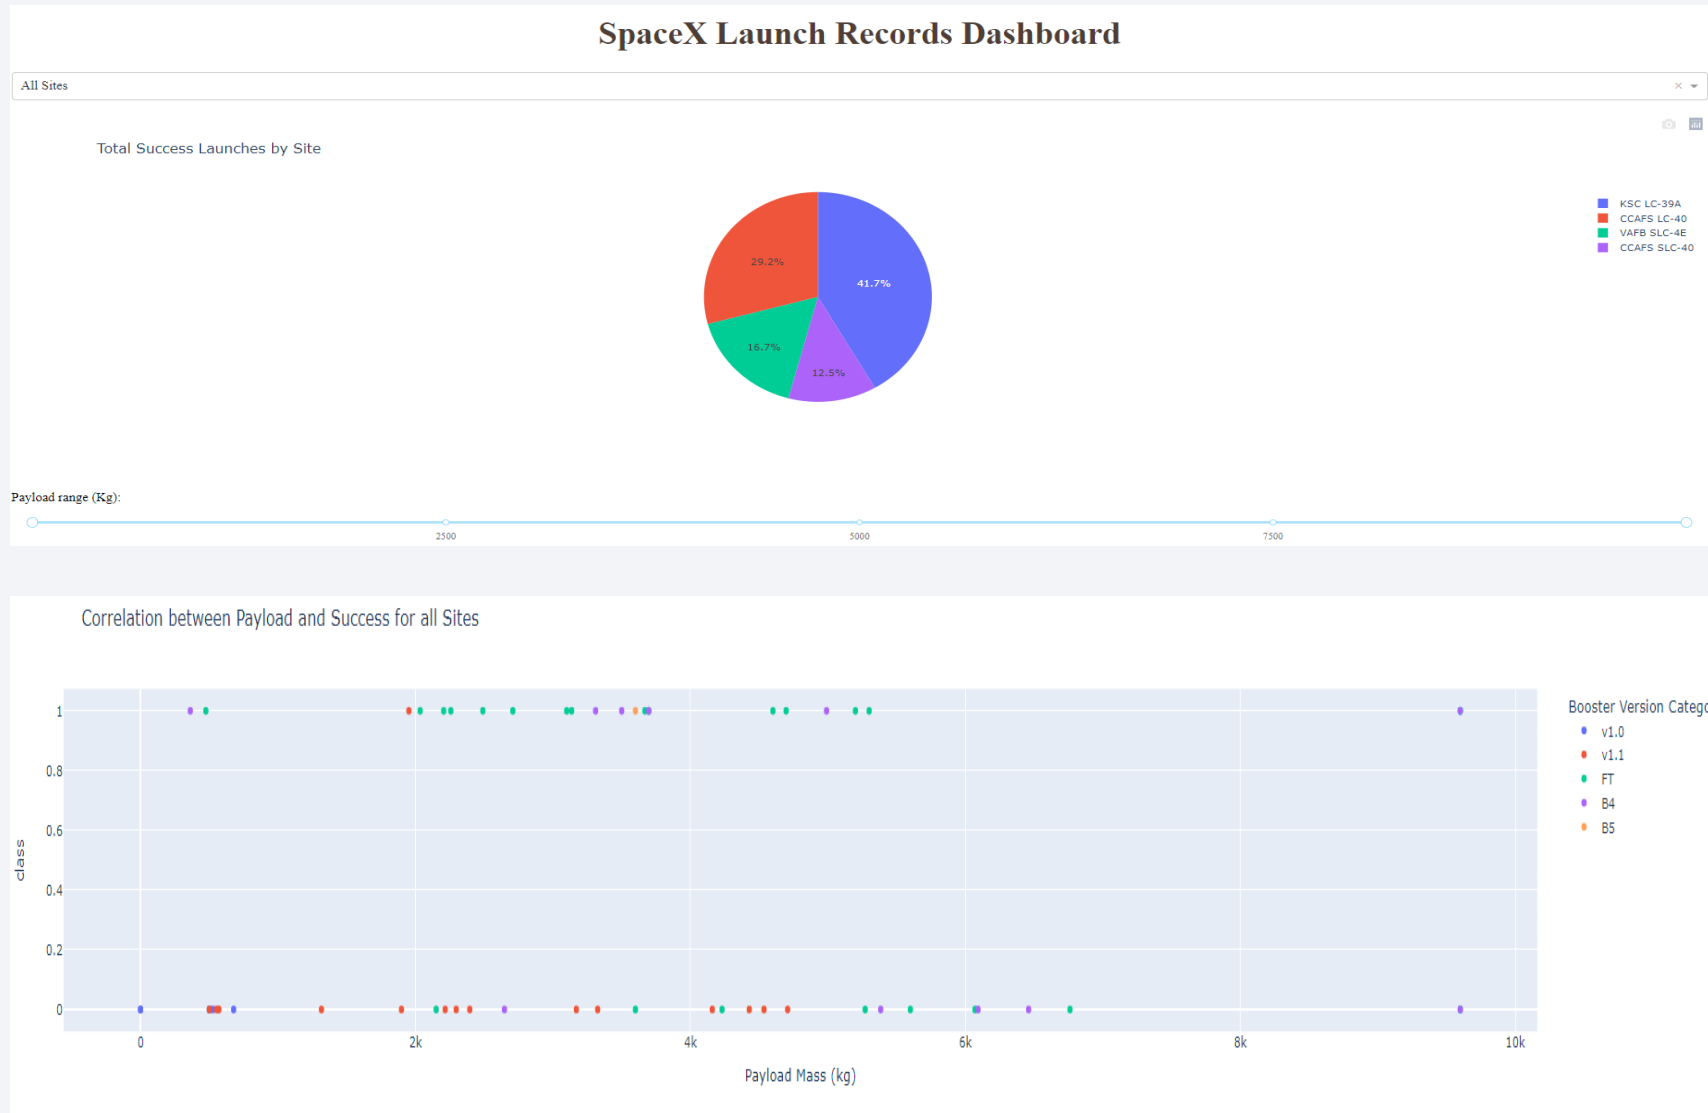 SpaceX Launch Records Dashboard
All Sites
Total Success Launches by Site
KSC LC-39A
CCAFS LC-40
VAFB SLC-4E
CCAFS SLC-40
29.2%
41.7%
16.7%
12.5%
Payload range (Kg):
2500
5000
7500
Correlation between Payload and Success for all Sites
Booster Version Catego
v1.0
v1.1
FT
B4
B5
1
0.8
0.6
0.4
0.2
0
class
0
2k
4k
6k
8k
10k
Payload Mass (kg)